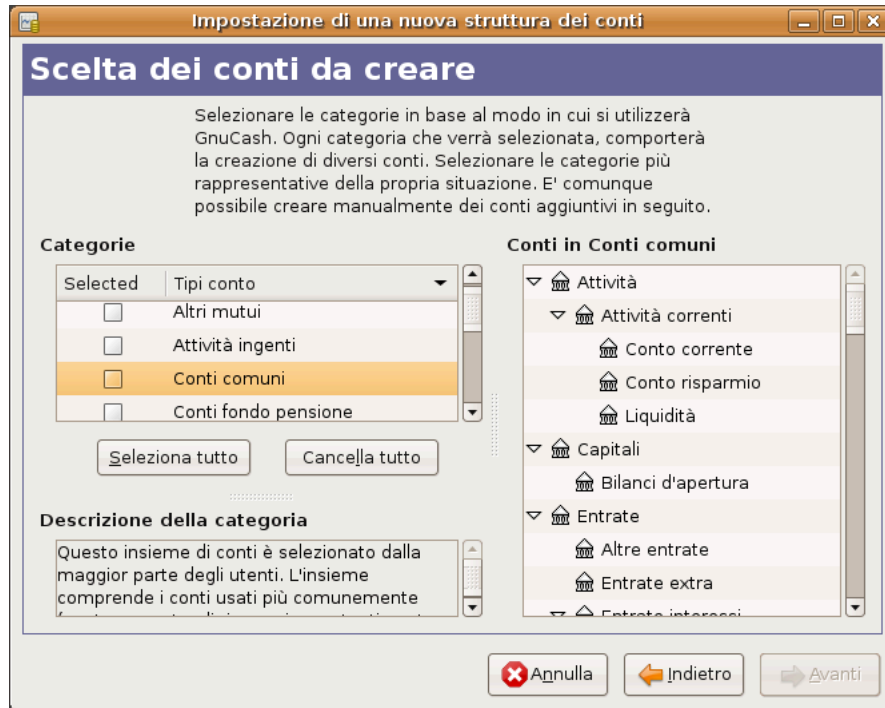 Impostazione di una nuova struttura dei conti
Scelta dei conti da creare
Selezionare le categorie in base al modo in cui si utilizzerà
GnuCash. Ogni categoria che verrà selezionata, comporterà
la creazione di diversi conti. Selezionare le categorie più
rappresentative della propria situazione. E' comunque
possibile creare manualmente dei conti aggiuntivi in seguito.
Categorie
Selected Tipi conto
Altri mutui
Attività ingenti
Conti comuni
Conti fondo pensione
Seleziona tutto Cancella tutto
Descrizione della categoria
Questo insieme di conti è selezionato dalla
maggior parte degli utenti. L'insieme
comprende i conti usati più comunemente
Conti in Conti comuni
Attività
Attività correnti
Conto corrente
Conto risparmio
Liquidità
Capitali
Bilanci d'apertura
Entrate
Altre entrate
Entrate extra
Entrate interessi
Annulla Indietro Avanti